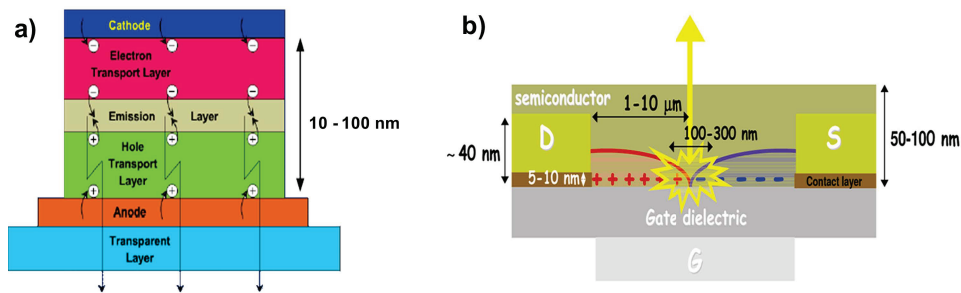 a)
Cathode
Electron
Transport Layer
Emission Layer
Hole
Transport
Layer
Anode
Transparent
Layer
10 - 100 nm
b)
semiconductor
1-10 μm
100-300 nm
D
S
~ 40 nm
50-100 nm
5-10 nm
Contact layer
Gate dielectric
G